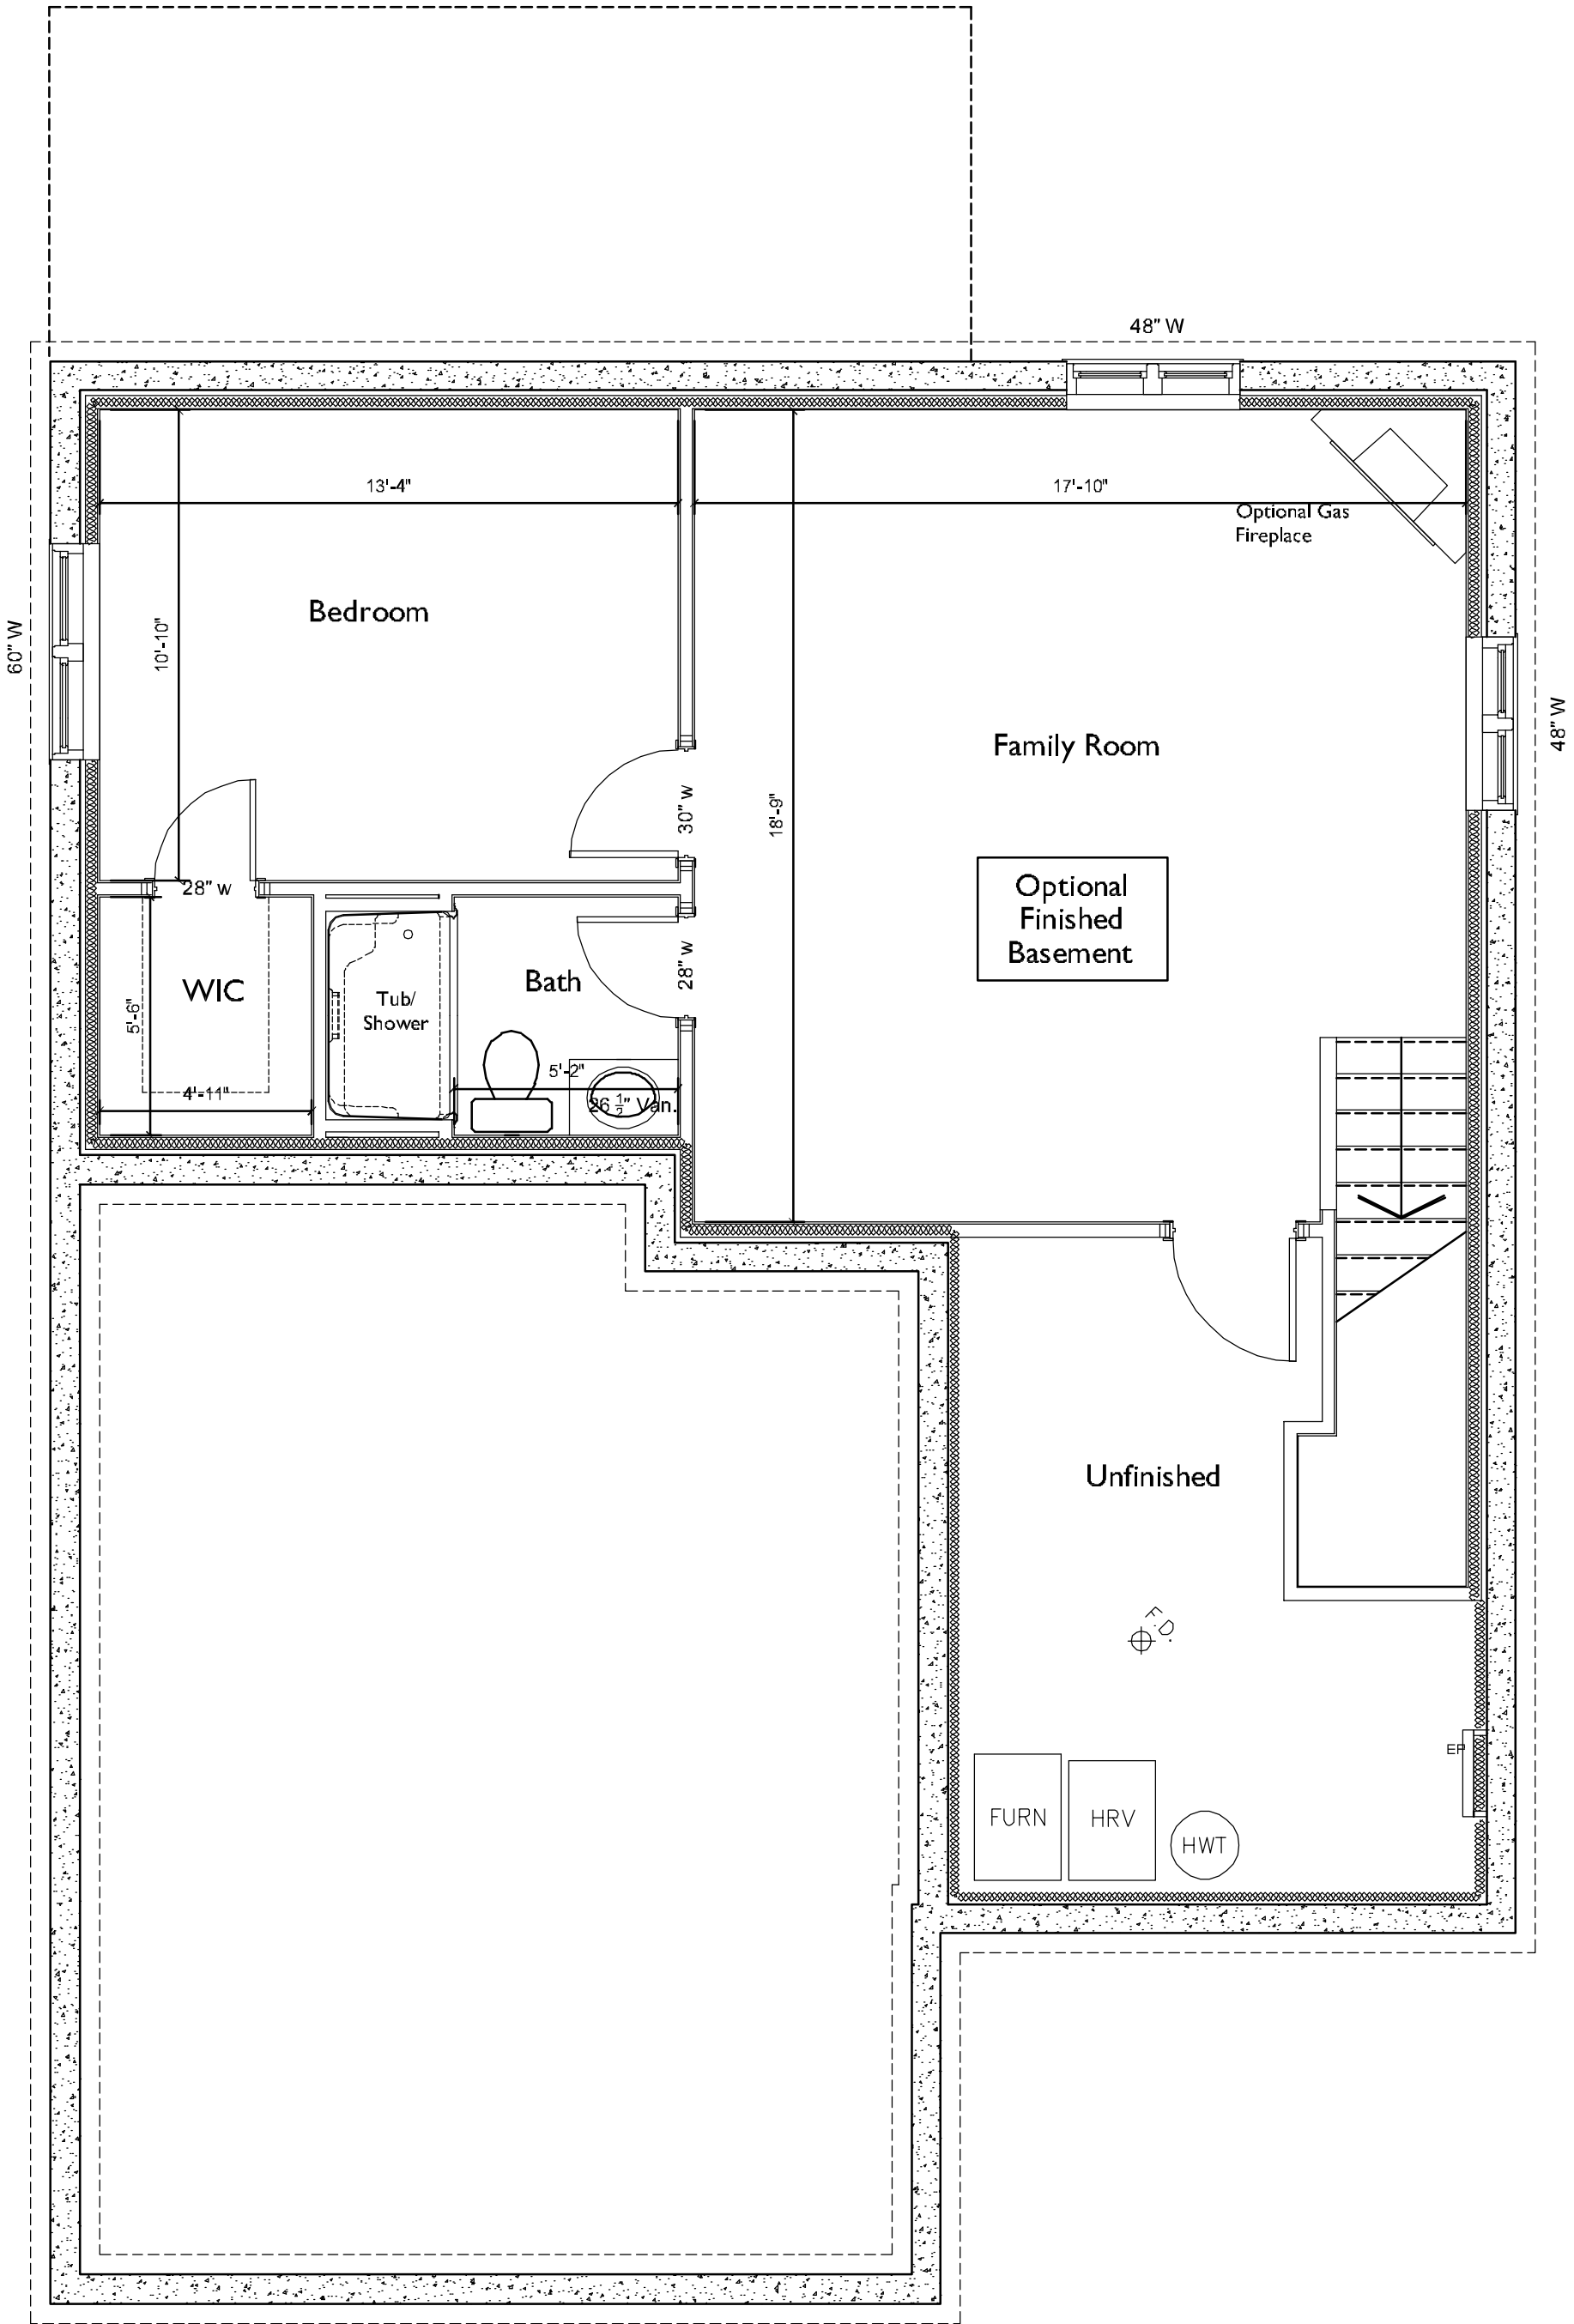 48" W
13'-4"
17'-10"
Optional Gas
Fireplace
Bedroom
10'-10"
60" W
Family Room
48" W
30" W
18'-9"
28" W
Optional
Finished
Basement
28" W
WIC
Bath
Tub/
Shower
5'-6"
5'-2"
4'-11"
26 1/2" Van.
Unfinished
F.D.
EP
FURN
HRV
HWT